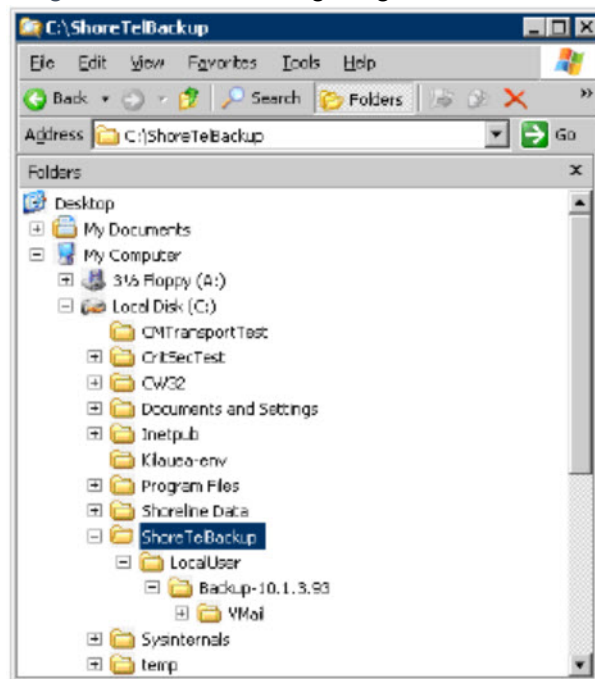 C:\ShoreTelBackup
File Edit View Favorites Tools Help
Back Search Folders »
Address C:\ShoreTelBackup Go
Folders x
Desktop
My Documents
My Computer
3½ Floppy (A:)
Local Disk (C:)
CMTransportTest
CritSecTest
CW32
Documents and Settings
Inetpub
Kilauea-env
Program Files
Shoreline Data
ShoreTelBackup
LocalUser
Backup-10.1.3.93
VMail
Sysinternals
temp